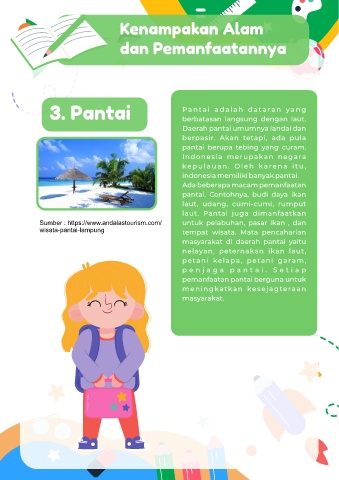 Kenampakan Alam
dan Pemanfaatannya
3. Pantai
Sumber : https://www.andalastourism.com/
wisata-pantai-lampung
Pantai adalah dataran yang
berbatasan langsung dengan laut.
Daerah pantai umumnya landai dan
berpasir. Akan tetapi, ada pula
pantai berupa tebing yang curam.
Indonesia merupakan negara
kepulauan. Oleh karena itu,
indonesia memiliki banyak pantai.
Ada beberapa macam pemanfaatan
pantai. Contohnya, budi daya ikan
laut, udang, cumi-cumi, rumput
laut. Pantai juga dimanfaatkan
untuk perabuhan, pasar ikan , dan
tempat wisata. Mata pencaharian
masyarakat di daerah pantai yaitu
nelayan, peternakan ikan laut,
petani kelapa, petani garam,
penjaga pantai. Setiap
pemanfaatan pantai berguna untuk
meningkatkan kesejagteraan
masyarakat.